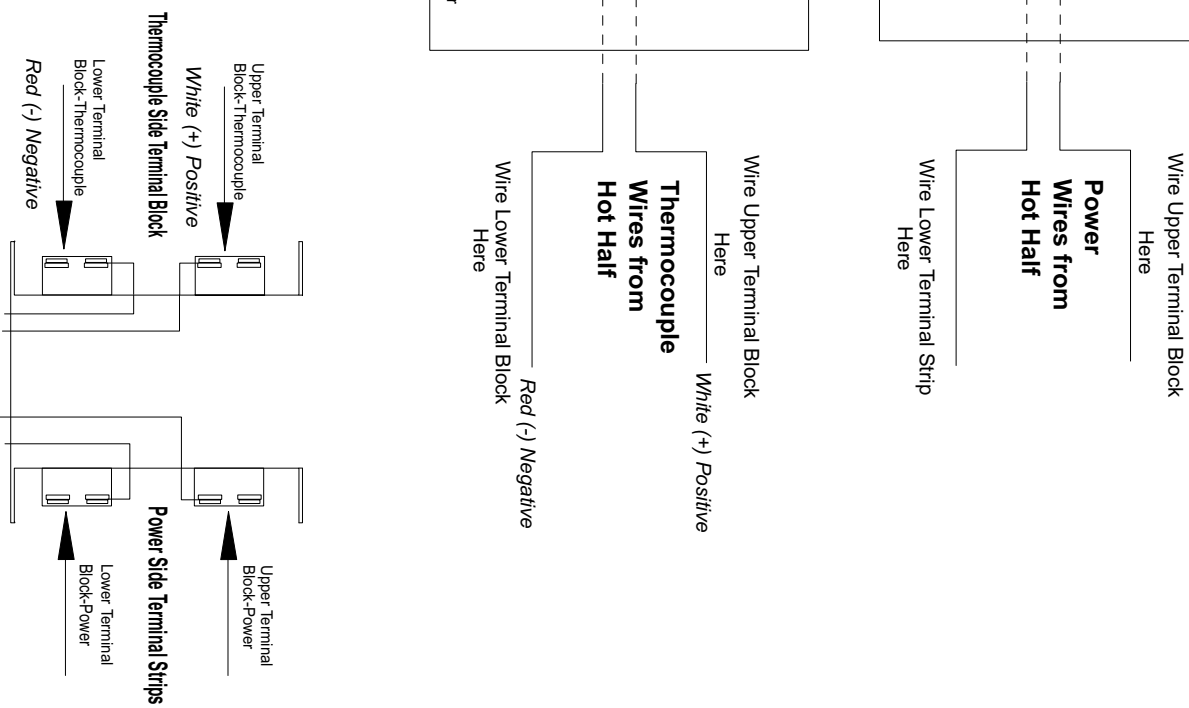 Wire Upper Terminal Block
Here
Power
Wires from
Hot Half
Wire Lower Terminal Strip
Here
Wire Upper Terminal Block
Here
White (+) Positive
Thermocouple
Wires from
Hot Half
Red (-) Negative
Wire Lower Terminal Block
Here
Upper Terminal
Block-Thermocouple
White (+) Positive
Thermocouple Side Terminal Block
Lower Terminal
Block-Thermocouple
Red (-) Negative
Upper Terminal
Block-Power
Power Side Terminal Strips
Lower Terminal
Block-Power